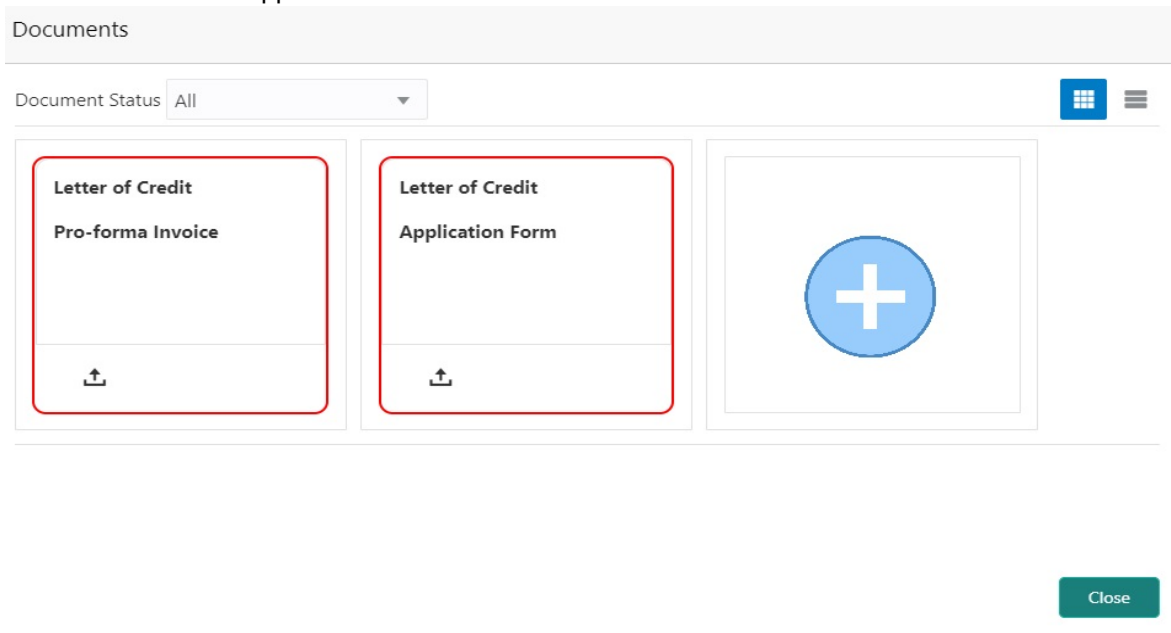 Documents
Document Status All
Letter of Credit
Pro-forma Invoice
Letter of Credit
Application Form
Close